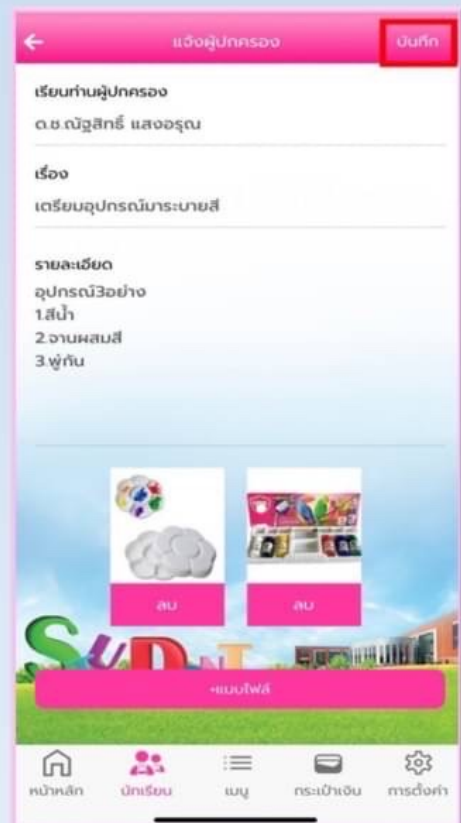 แจ้งผู้ปกครอง
บันทึก
เรียนท่านผู้ปกครอง
ด.ช.ณัฐสิทธิ์ แสงอรุณ
เรื่อง
เตรียมอุปกรณ์มาระบายสี
รายละเอียด
อุปกรณ์3อย่าง
1.สีน้ำ
2.จานผสมสี
3.พู่กัน
ลบ
ลบ
+แนบไฟล์
หน้าหลัก
นักเรียน
เมนู
กระเป๋าเงิน
การตั้งค่า